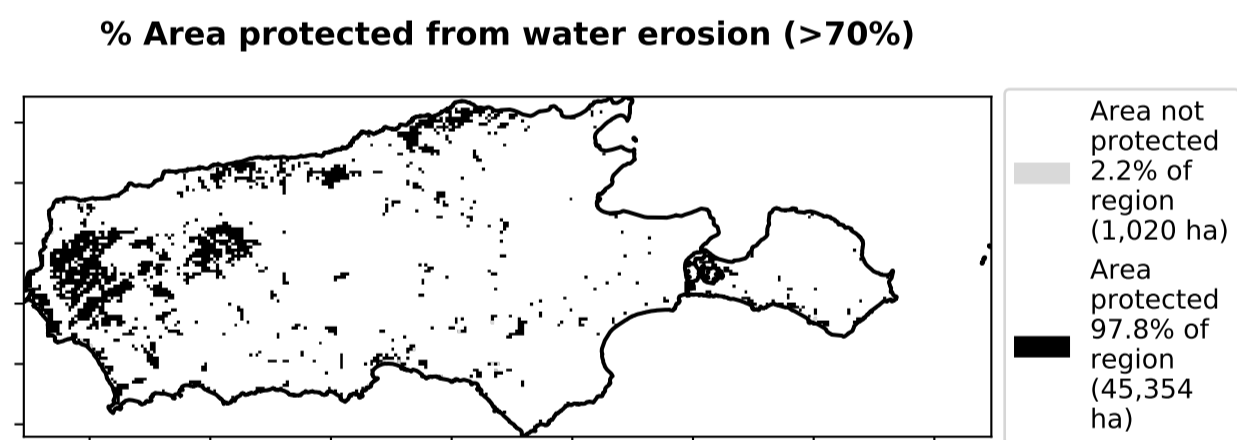 % Area protected from water erosion (>70%)
Area not
protected
2.2% of
region
(1,020 ha)
Area
protected
97.8% of
region
(45,354
ha)